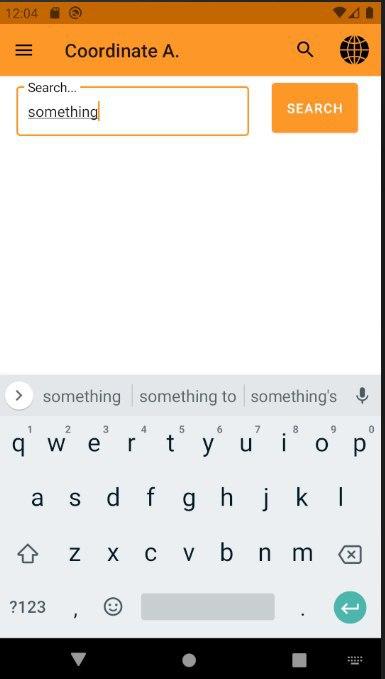 12:04
Coordinate A.
Search...
something
SEARCH
something something to something's
1 2 3 4 5 6 7 8 9 0
q w e r t y u i o p
a s d f g h j k l
z x c v b n m
?123 , .